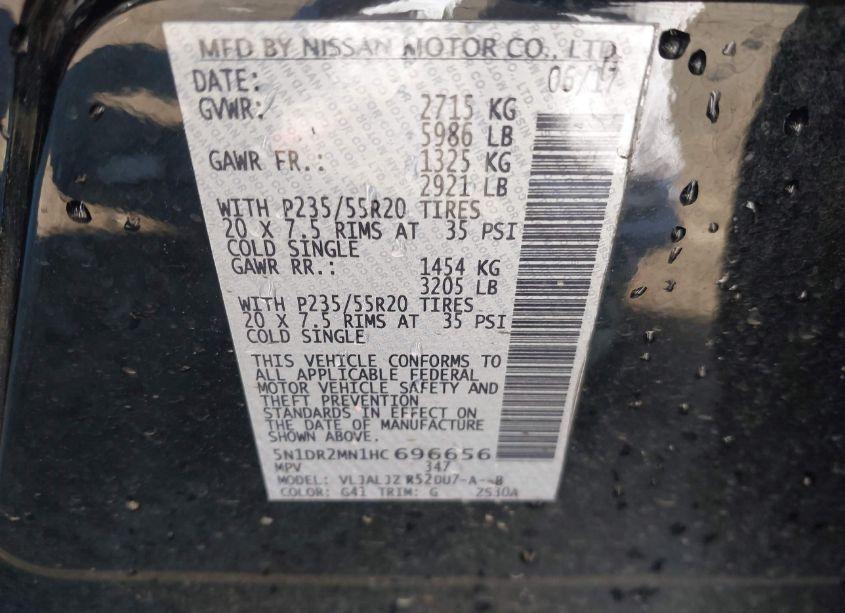 MFD BY NISSAN MOTOR CO., LTD.
DATE: 06/17
GVWR: 2715 KG
5986 LB
GAWR FR.: 1325 KG
2921 LB
WITH P235/55R20 TIRES
20 X 7.5 RIMS AT 35 PSI
COLD SINGLE
GAWR RR.: 1454 KG
3205 LB
WITH P235/55R20 TIRES
20 X 7.5 RIMS AT 35 PSI
COLD SINGLE
THIS VEHICLE CONFORMS TO
ALL APPLICABLE FEDERAL
MOTOR VEHICLE SAFETY AND
THEFT PREVENTION
STANDARDS IN EFFECT ON
THE DATE OF MANUFACTURE
SHOWN ABOVE.
5N1DR2MN1HC 696656
MPV 347
MODEL:
COLOR: G41 TRIM: G